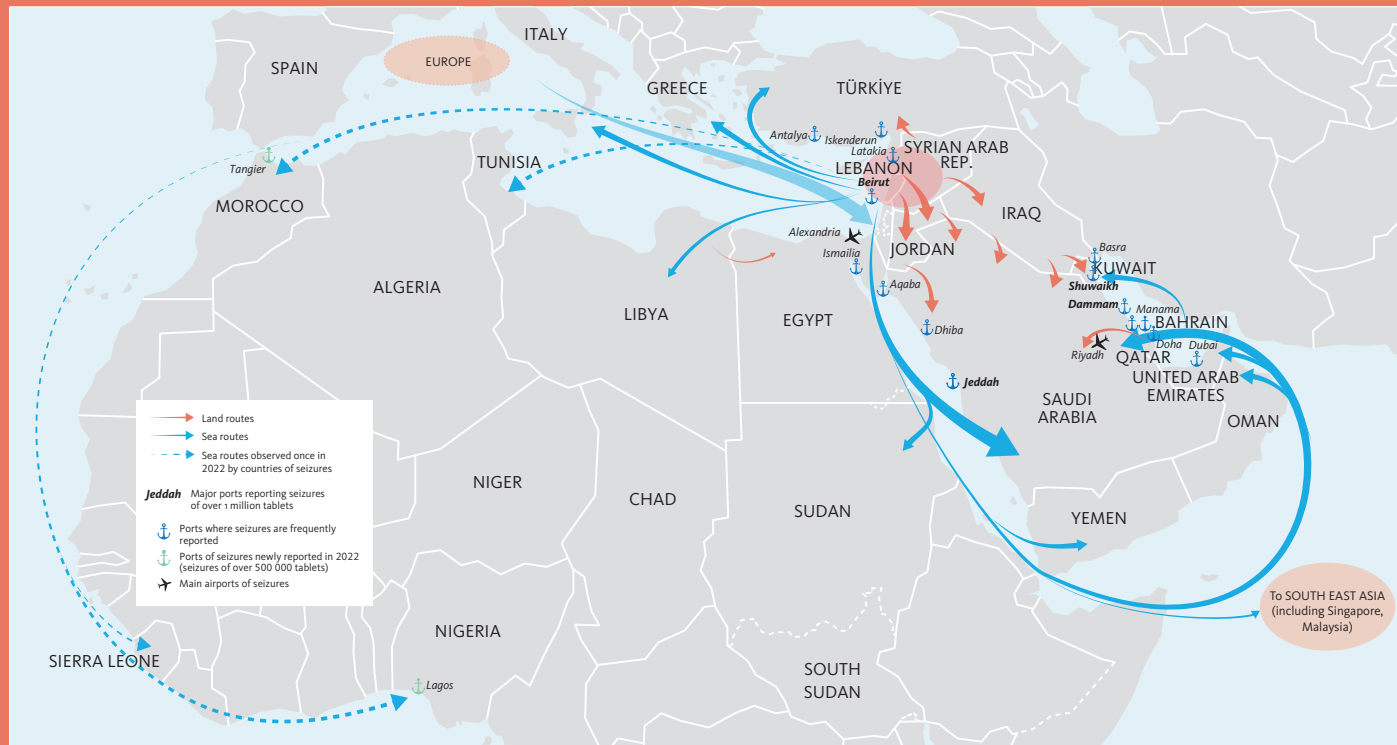 ITALY
SPAIN
EUROPE
GREECE
TÜRKİYE
Antalya
Iskenderun
Latakia
SYRIAN ARAB
REP.
LEBANON
Beirut
TUNISIA
Tangier
MOROCCO
IRAQ
Alexandria
Ismailia
JORDAN
Basra
KUWAIT
Shuwaikh
Aqaba
ALGERIA
LIBYA
EGYPT
Dammam
Manama
BAHRAIN
Dhiba
Doha
Dubai
Riyadh
QATAR
UNITED ARAB
EMIRATES
Jeddah
SAUDI
ARABIA
OMAN
Land routes
Sea routes
Sea routes observed once in
2022 by countries of seizures
Jeddah Major ports reporting seizures
of over 1 million tablets
Ports where seizures are frequently
reported
Ports of seizures newly reported in 2022
(seizures of over 500 000 tablets)
Main airports of seizures
NIGER
CHAD
SUDAN
YEMEN
NIGERIA
SIERRA LEONE
Lagos
SOUTH
SUDAN
To SOUTH EAST ASIA
(including Singapore,
Malaysia)